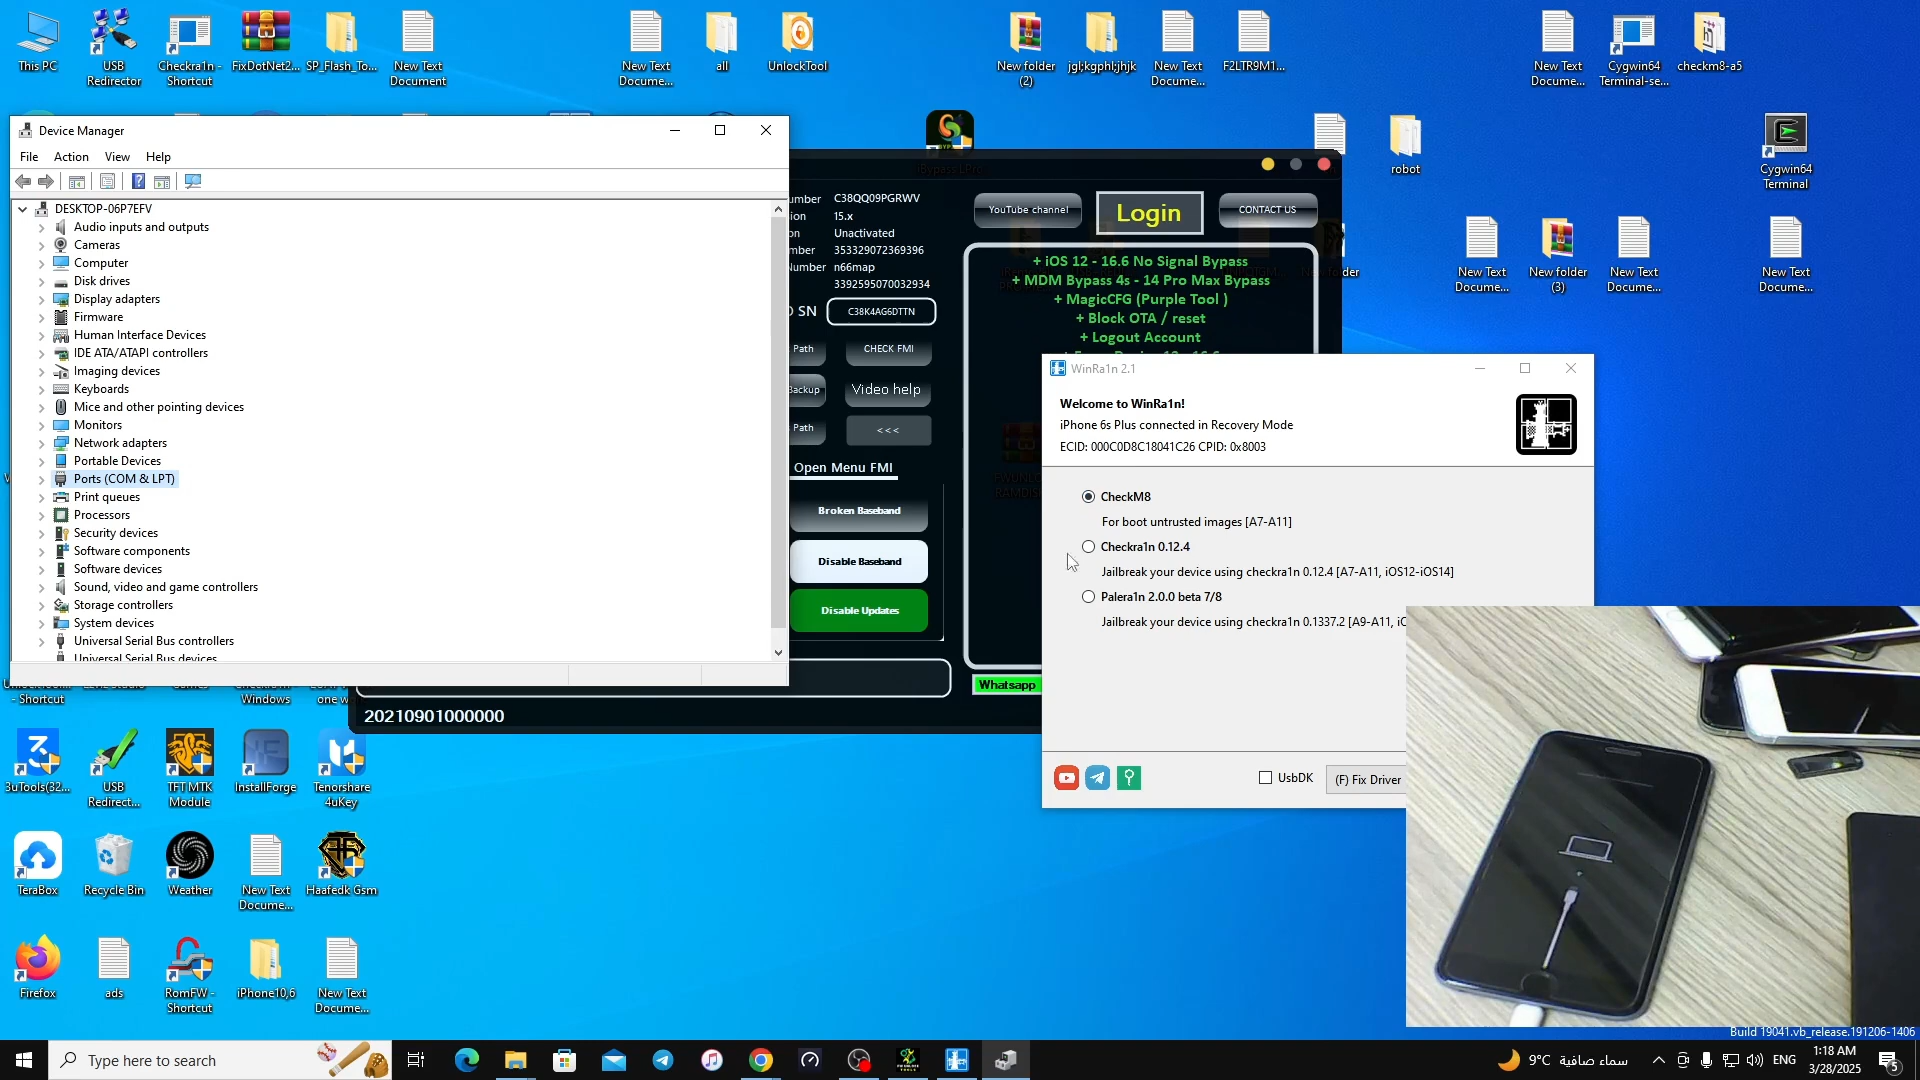 This PC
USB
Redirector
Checkra1n -
Shortcut
FixDotNet2...
SP_Flash_To...
New Text
Document
New Text
Docume...
all
UnlockTool
New folder
(2)
jgl;kgphl;jhjk
New Text
Docume...
F2LTR9M1...
New Text
Docume...
Cygwin64
Terminal-se...
checkm8-a5
robot
Cygwin64
Terminal
New Text
Docume...
New folder
(3)
New Text
Docume...
New Text
Docume...
Device Manager
File
Action
View
Help
DESKTOP-06P7EFV
Audio inputs and outputs
Cameras
Computer
Disk drives
Display adapters
Firmware
Human Interface Devices
IDE ATA/ATAPI controllers
Imaging devices
Keyboards
Mice and other pointing devices
Monitors
Network adapters
Portable Devices
Ports (COM & LPT)
Print queues
Processors
Security devices
Software components
Software devices
Sound, video and game controllers
Storage controllers
System devices
Universal Serial Bus controllers
Universal Serial Bus devices
umber C38QQ09PGRWV
ion 15.x
on Unactivated
mber 353329072369396
Number n66map
3392595070032934
SN C38K4AG6DTTN
Path
CHECK FMI
Backup
Video help
Path
<<<
Open Menu FMI
Broken Baseband
Disable Baseband
Disable Updates
20210901000000
YouTube channel
Login
CONTACT US
+ iOS 12 - 16.6 No Signal Bypass
+ MDM Bypass 4s - 14 Pro Max Bypass
+ MagicCFG (Purple Tool )
+ Block OTA / reset
+ Logout Account
Whatsapp
WinRa1n 2.1
Welcome to WinRa1n!
iPhone 6s Plus connected in Recovery Mode
ECID: 000C0D8C18041C26 CPID: 0x8003
CheckM8
For boot untrusted images [A7-A11]
Checkra1n 0.12.4
Jailbreak your device using checkra1n 0.12.4 [A7-A11, iOS12-iOS14]
Palera1n 2.0.0 beta 7/8
Jailbreak your device using checkra1n 0.1337.2 [A9-A11, iO
UsbDK
(F) Fix Driver
- Shortcut
Windows
one w
3uTools(32...
USB
Redirect...
TFT MTK
Module
InstallForge
Tenorshare
4uKey
TeraBox
Recycle Bin
Weather
New Text
Docume...
Haafedk Gsm
Firefox
ads
RomFW -
Shortcut
iPhone10,6
New Text
Docume...
Build 19041.vb_release.191206-1406
Type here to search
9°C سماء صافية
ENG
1:18 AM
3/28/2025
5